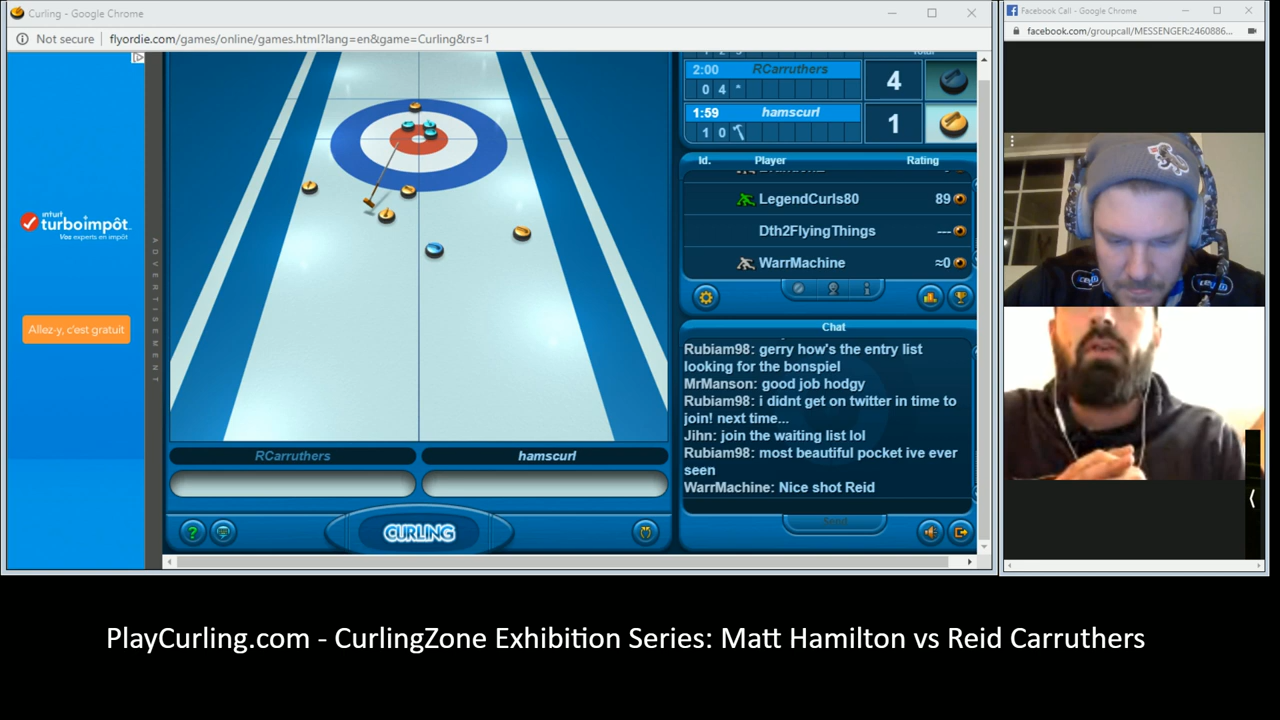 Curling - Google Chrome
Not secure flyordie.com/games/online/games.html?lang=en&game=Curling&rs=1
intuit
turboimpôt
Vos experts en impôt
Allez-y, c'est gratuit
ADVERTISEMENT
2:00 RCarruthers
0 4 * 4
1:59 hamscurl
1 0 1
Id. Player Rating
LegendCurls80 89
Dth2FlyingThings ---
WarrMachine ≈0
Chat
Rubiam98: gerry how's the entry list
looking for the bonspiel
MrManson: good job hodgy
Rubiam98: i didnt get on twitter in time to
join! next time...
Jihn: join the waiting list lol
Rubiam98: most beautiful pocket ive ever
seen
WarrMachine: Nice shot Reid
Send
RCarruthers hamscurl
? CURLING
Facebook Call - Google Chrome
facebook.com/groupcall/MESSENGER:2460886...
PlayCurling.com - CurlingZone Exhibition Series: Matt Hamilton vs Reid Carruthers